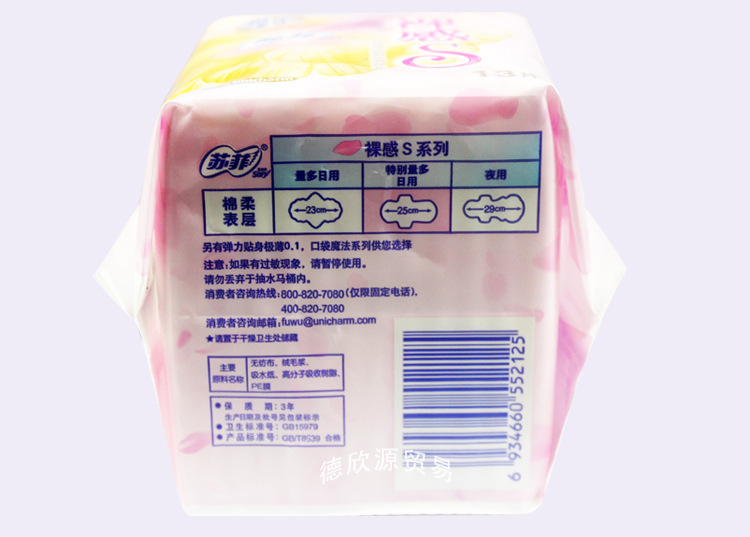 感
S
13片
苏菲
Sofy
裸感S系列
量多日用
特别量多
日用
夜用
棉柔
表层
23cm
25cm
29cm
另有弹力贴身极薄0.1，口袋魔法系列供您选择
注意：如果有过敏现象，请暂停使用。
请勿丢弃于抽水马桶内。
消费者咨询热线：800-820-7080（仅限固定电话）、
400-820-7080
消费者咨询邮箱：fuwu@unicharm.com
★请置于干燥卫生处储藏
主要
原料名称
无纺布、绒毛浆、
吸水纸、高分子吸收树脂、
PE膜
●保质期：3年
生产日期及批号见包装标示
●卫生标准号：GB15979
●产品标准号：GB/T8939 合格
6 934660 552125
德欣源贸易